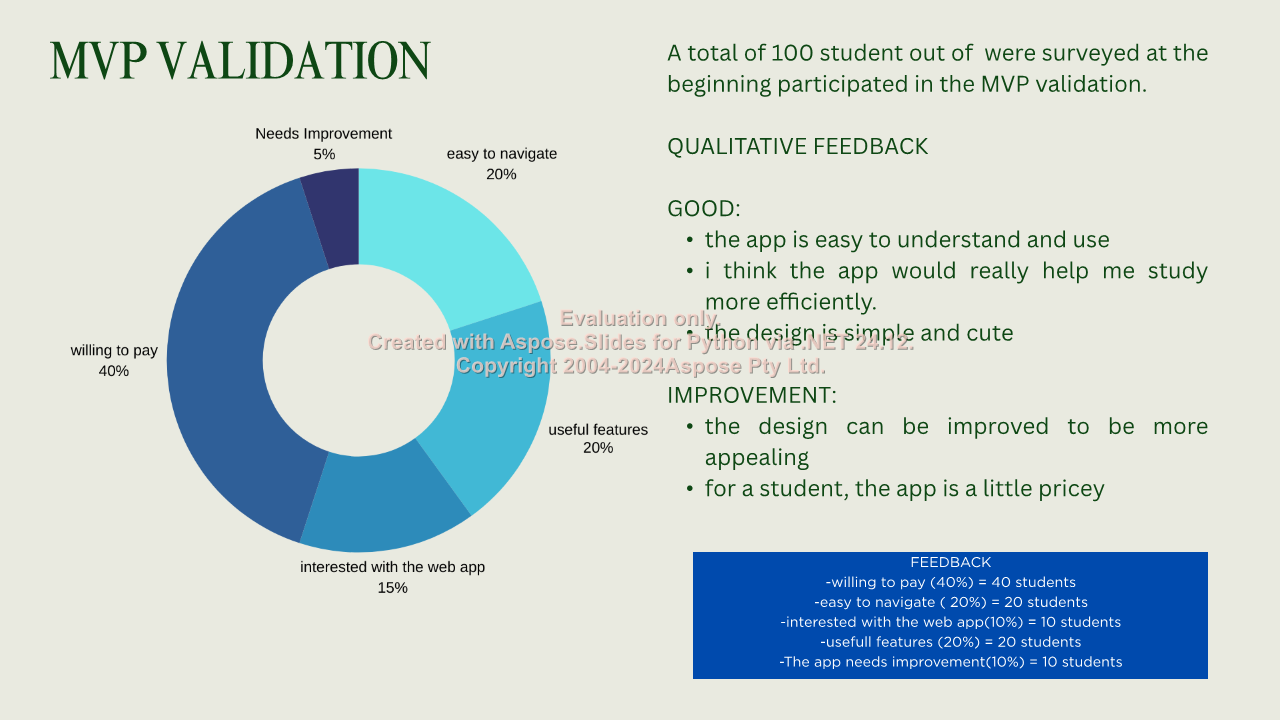 MVP VALIDATION
A total of 100 student out of  were surveyed at the
beginning participated in the MVP validation.
QUALITATIVE FEEDBACK
GOOD:
• the app is easy to understand and use
• i think the app would really help me study
more efficiently.
• the design is simple and cute
IMPROVEMENT:
• the design can be improved to be more
appealing
• for a student, the app is a little pricey
Needs Improvement
5%
easy to navigate
20%
willing to pay
40%
useful features
20%
interested with the web app
15%
Evaluation only.
Created with Aspose.Slides for Python via .NET 24.12.
Copyright 2004-2024Aspose Pty Ltd.
FEEDBACK
-willing to pay (40%) = 40 students
-easy to navigate ( 20%) = 20 students
-interested with the web app(10%) = 10 students
-usefull features (20%) = 20 students
-The app needs improvement(10%) = 10 students